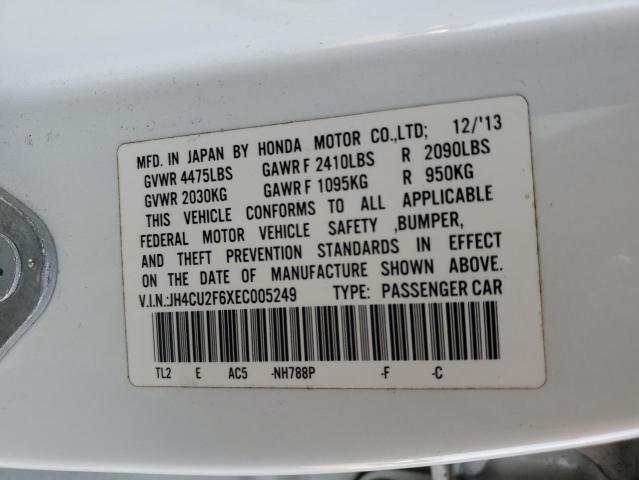 MFD. IN JAPAN BY HONDA MOTOR CO.,LTD; 12/'13
GVWR 4475LBS GAWR F 2410LBS R 2090LBS
GVWR 2030KG GAWR F 1095KG R 950KG
THIS VEHICLE CONFORMS TO ALL APPLICABLE
FEDERAL MOTOR VEHICLE SAFETY ,BUMPER,
AND THEFT PREVENTION STANDARDS IN EFFECT
ON THE DATE OF MANUFACTURE SHOWN ABOVE.
V.I.N.:JH4CU2F6XEC005249 TYPE: PASSENGER CAR
TL2 E AC5 -NH788P -F -C